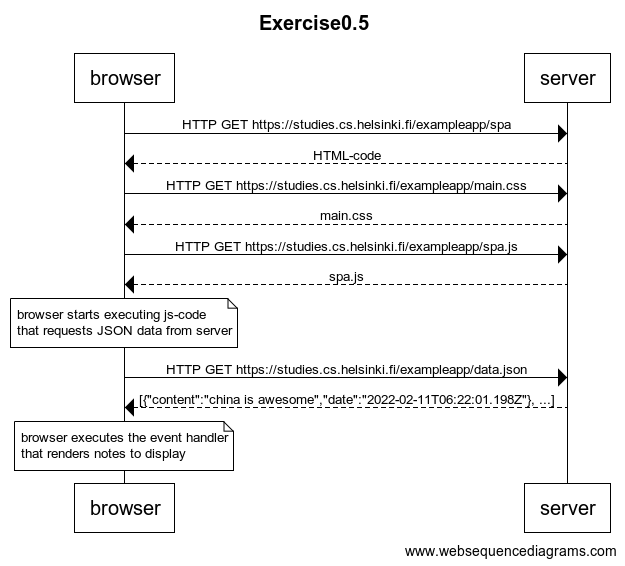 Exercise0.5
browser
server
HTTP GET https://studies.cs.helsinki.fi/exampleapp/spa
HTML-code
HTTP GET https://studies.cs.helsinki.fi/exampleapp/main.css
main.css
HTTP GET https://studies.cs.helsinki.fi/exampleapp/spa.js
spa.js
browser starts executing js-code
that requests JSON data from server
HTTP GET https://studies.cs.helsinki.fi/exampleapp/data.json
[{"content":"china is awesome","date":"2022-02-11T06:22:01.198Z"}, ...]
browser executes the event handler
that renders notes to display
browser
server
www.websequencediagrams.com